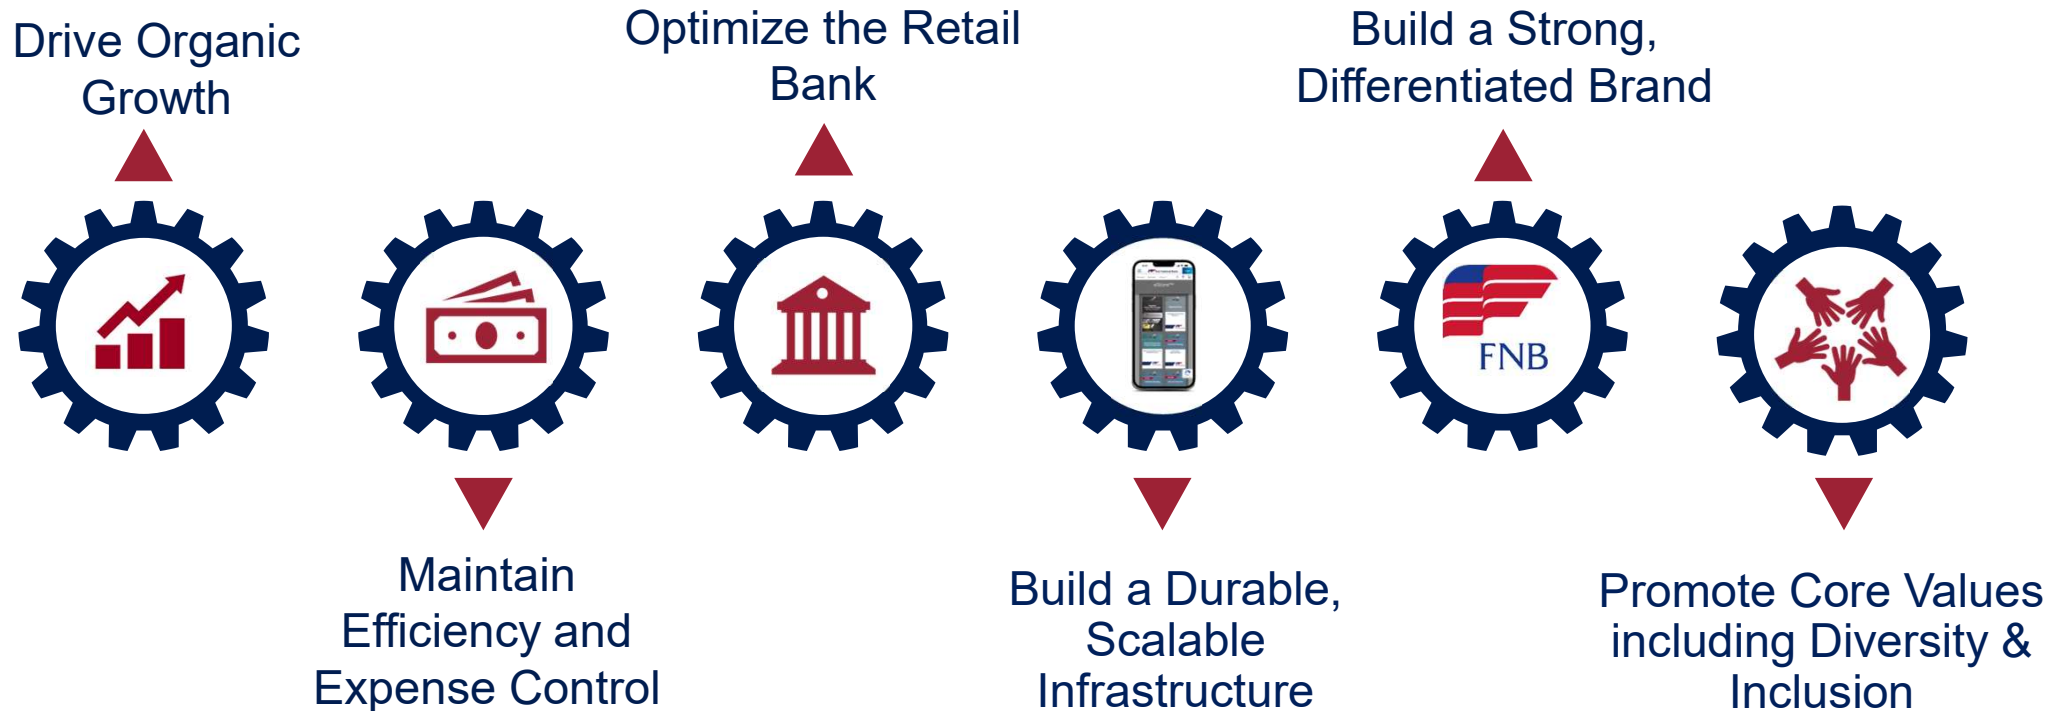 Drive Organic
Growth
Optimize the Retail
Bank
Build a Strong,
Differentiated Brand
FNB
Maintain
Efficiency and
Expense Control
Build a Durable,
Scalable
Infrastructure
Promote Core Values
including Diversity &
Inclusion